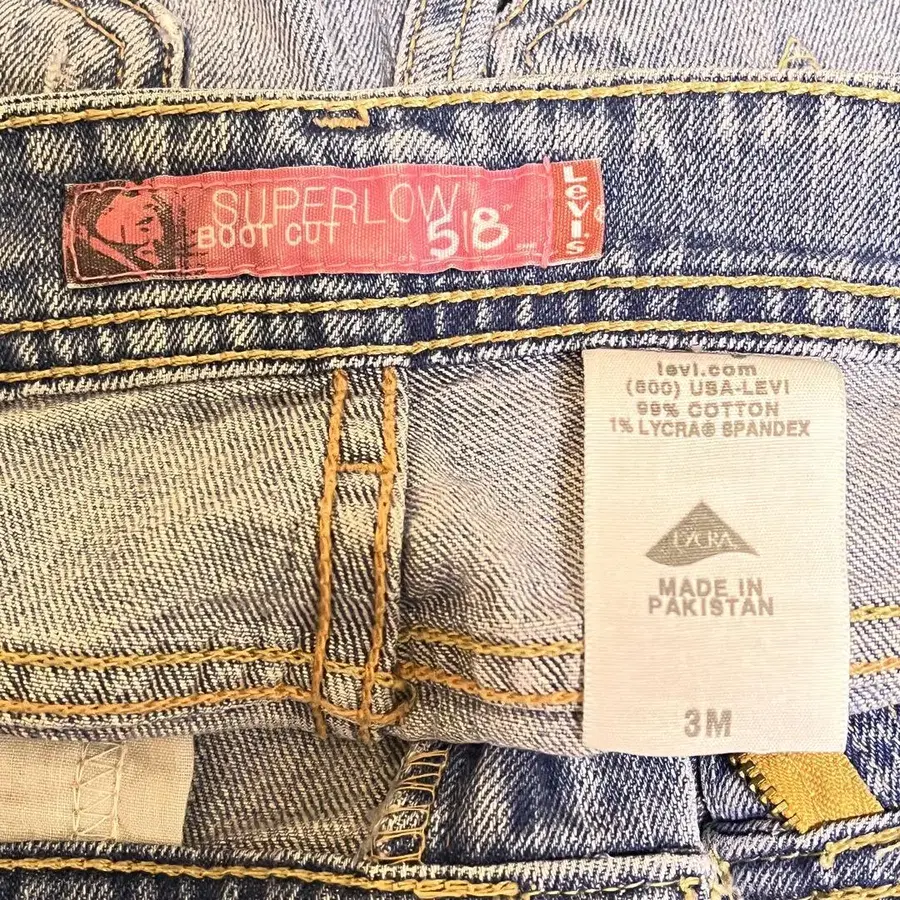 SUPERLOW
BOOT CUT
518
Levi's
levi.com
(800) USA-LEVI
99% COTTON
1% LYCRA® SPANDEX
LYCRA
MADE IN
PAKISTAN
3M